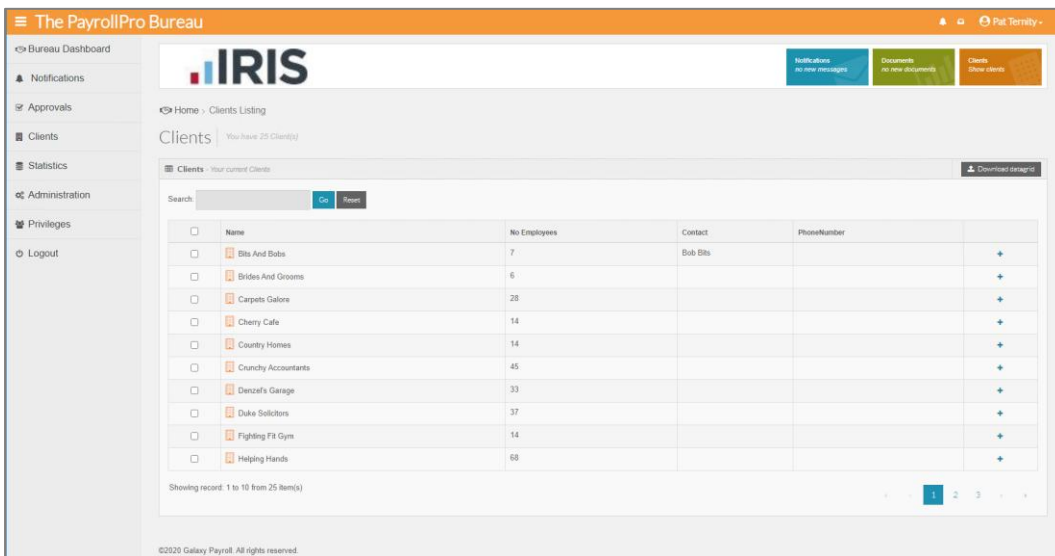 The PayrollPro Bureau
Pat Ternity
Bureau Dashboard
Notifications
Approvals
Clients
Statistics
Administration
Privileges
Logout
IRIS
Notifications
no new messages
Documents
no new documents
Clients
Show clients
Home > Clients Listing
Clients You have 25 Client(s)
Clients - Your current Clients
Download datagrid
Search: Go Reset
Name No Employees Contact PhoneNumber
Bits And Bobs 7 Bob Bits +
Brides And Grooms 6 +
Carpets Galore 28 +
Cherry Cafe 14 +
Country Homes 14 +
Crunchy Accountants 45 +
Denzel's Garage 33 +
Duke Solicitors 37 +
Fighting Fit Gym 14 +
Helping Hands 68 +
Showing record: 1 to 10 from 25 item(s)
1 2 3
©2020 Galaxy Payroll. All rights reserved.